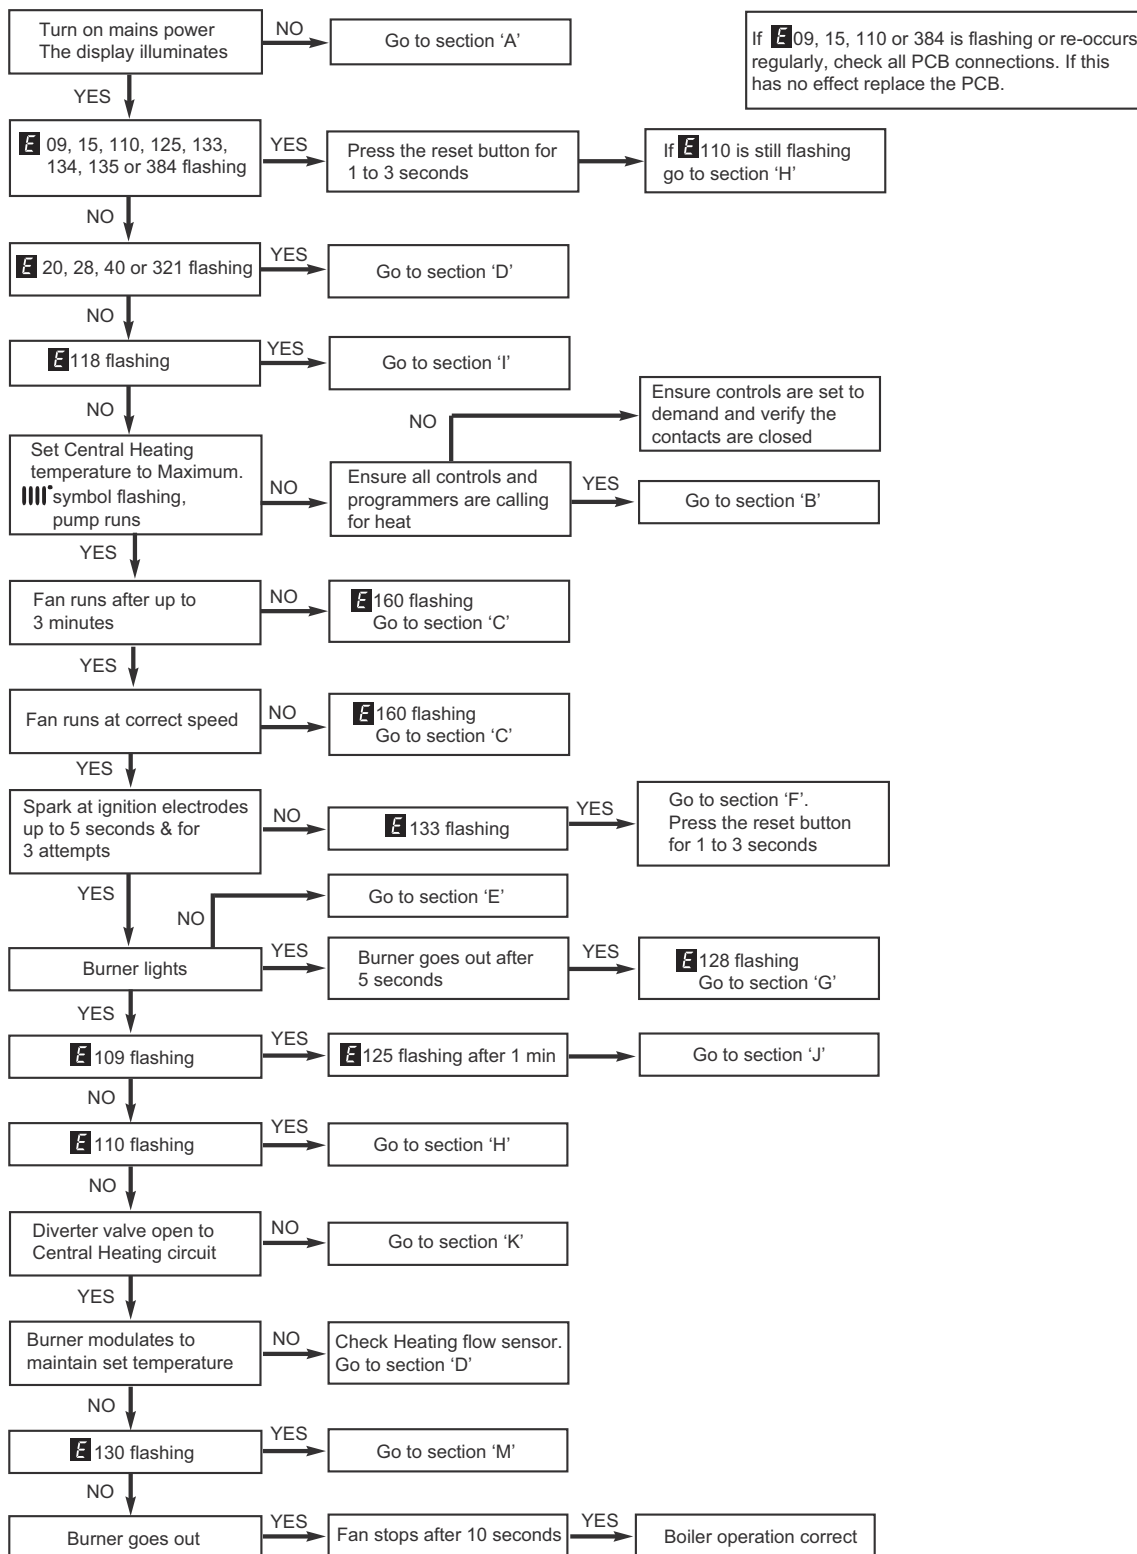 Turn on mains power
The display illuminates
NO
Go to section ‘A’
If E 09, 15, 110 or 384 is flashing or re-occurs
regularly, check all PCB connections. If this
has no effect replace the PCB.
YES
E 09, 15, 110, 125, 133,
134, 135 or 384 flashing
YES
Press the reset button for
1 to 3 seconds
If E 110 is still flashing
go to section ‘H’
NO
E 20, 28, 40 or 321 flashing
YES
Go to section ‘D’
NO
E 118 flashing
YES
Go to section ‘I’
NO
Set Central Heating
temperature to Maximum.
symbol flashing,
pump runs
NO
Ensure all controls and
programmers are calling
for heat
NO
Ensure controls are set to
demand and verify the
contacts are closed
YES
Go to section ‘B’
YES
Fan runs after up to
3 minutes
NO
E 160 flashing
Go to section ‘C’
YES
Fan runs at correct speed
NO
E 160 flashing
Go to section ‘C’
YES
Spark at ignition electrodes
up to 5 seconds & for
3 attempts
NO
E 133 flashing
YES
Go to section ‘F’.
Press the reset button
for 1 to 3 seconds
YES
NO
Go to section ‘E’
Burner lights
YES
Burner goes out after
5 seconds
YES
E 128 flashing
Go to section ‘G’
YES
E 109 flashing
YES
E 125 flashing after 1 min
Go to section ‘J’
NO
E 110 flashing
YES
Go to section ‘H’
NO
Diverter valve open to
Central Heating circuit
NO
Go to section ‘K’
YES
Burner modulates to
maintain set temperature
NO
Check Heating flow sensor.
Go to section ‘D’
NO
E 130 flashing
YES
Go to section ‘M’
NO
Burner goes out
YES
Fan stops after 10 seconds
YES
Boiler operation correct